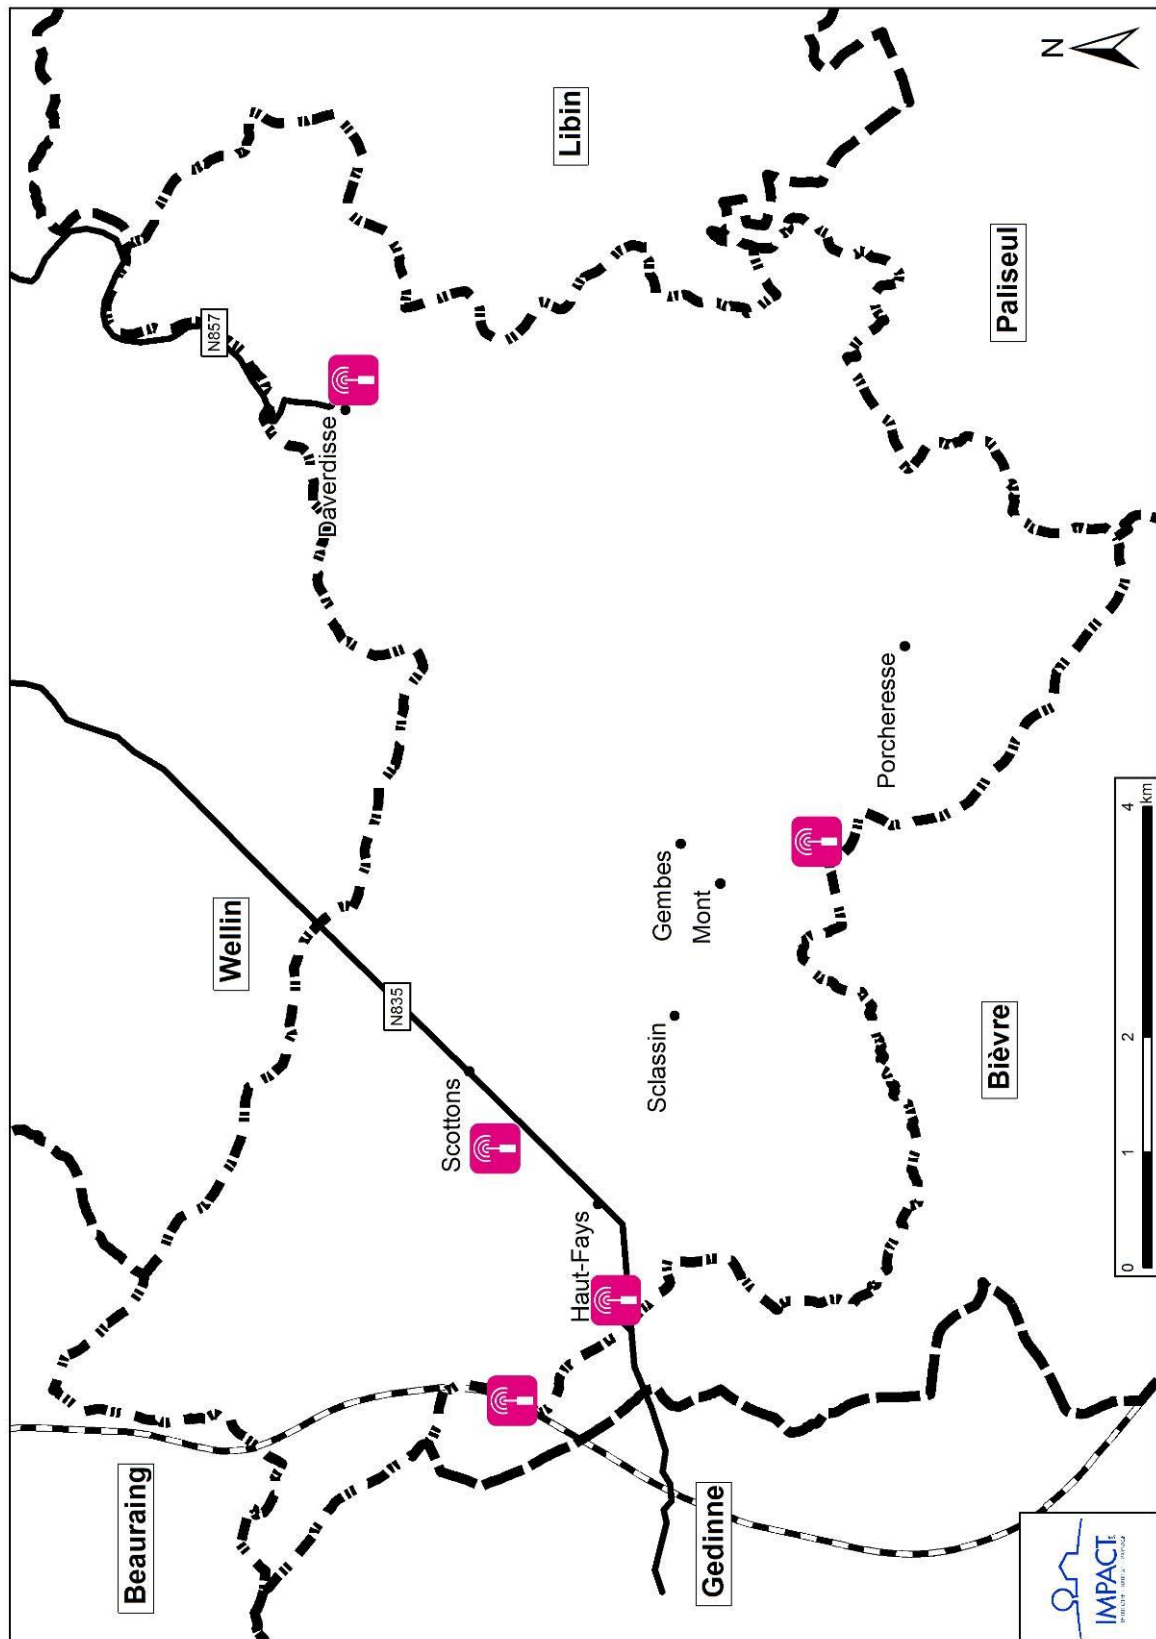 Beauraing
Wellin
N857
Daverdisse
Libin
N835
Scottons
Haut-Fays
Sclassin
Gembes
Mont
Porcheresse
Gedinne
Bièvre
Paliseul
N
0 1 2 4
km
IMPACT